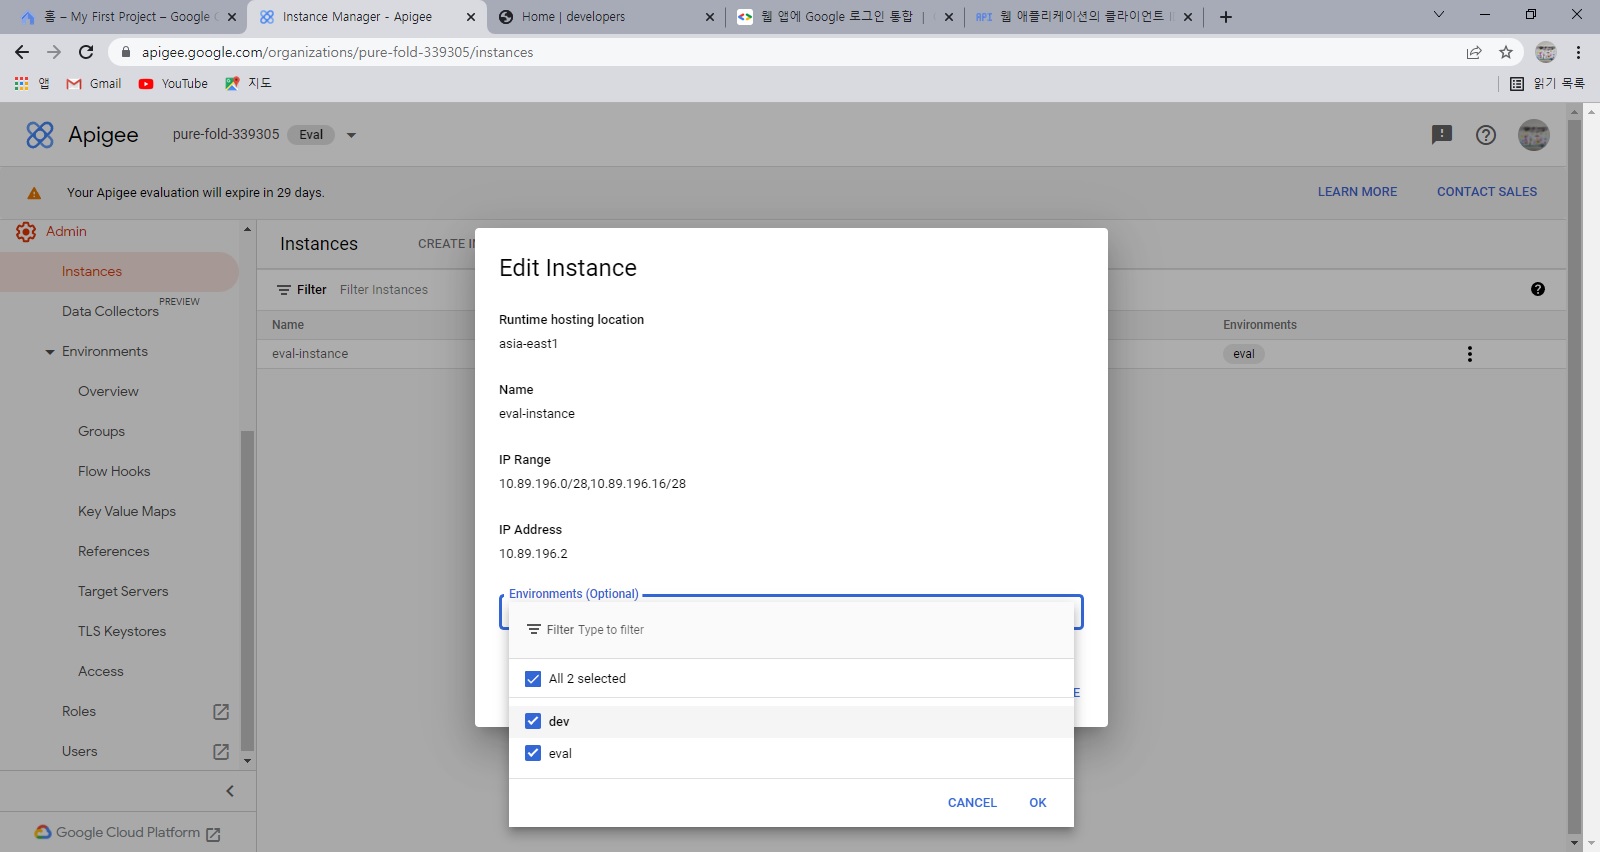 홈 – My First Project – Google C
Instance Manager - Apigee
Home | developers
웹 앱에 Google 로그인 통합 |
API 웹 애플리케이션의 클라이언트 I
apigee.google.com/organizations/pure-fold-339305/instances
앱 Gmail YouTube 지도 읽기 목록
Apigee pure-fold-339305 Eval
Your Apigee evaluation will expire in 29 days. LEARN MORE CONTACT SALES
Admin
Instances
Data Collectors PREVIEW
Environments
Overview
Groups
Flow Hooks
Key Value Maps
References
Target Servers
TLS Keystores
Access
Roles
Users
Google Cloud Platform
Instances CREATE I
Filter Filter Instances
Name Environments
eval-instance eval
Edit Instance
Runtime hosting location
asia-east1
Name
eval-instance
IP Range
10.89.196.0/28,10.89.196.16/28
IP Address
10.89.196.2
Environments (Optional)
Filter Type to filter
All 2 selected
E
dev
eval
CANCEL OK